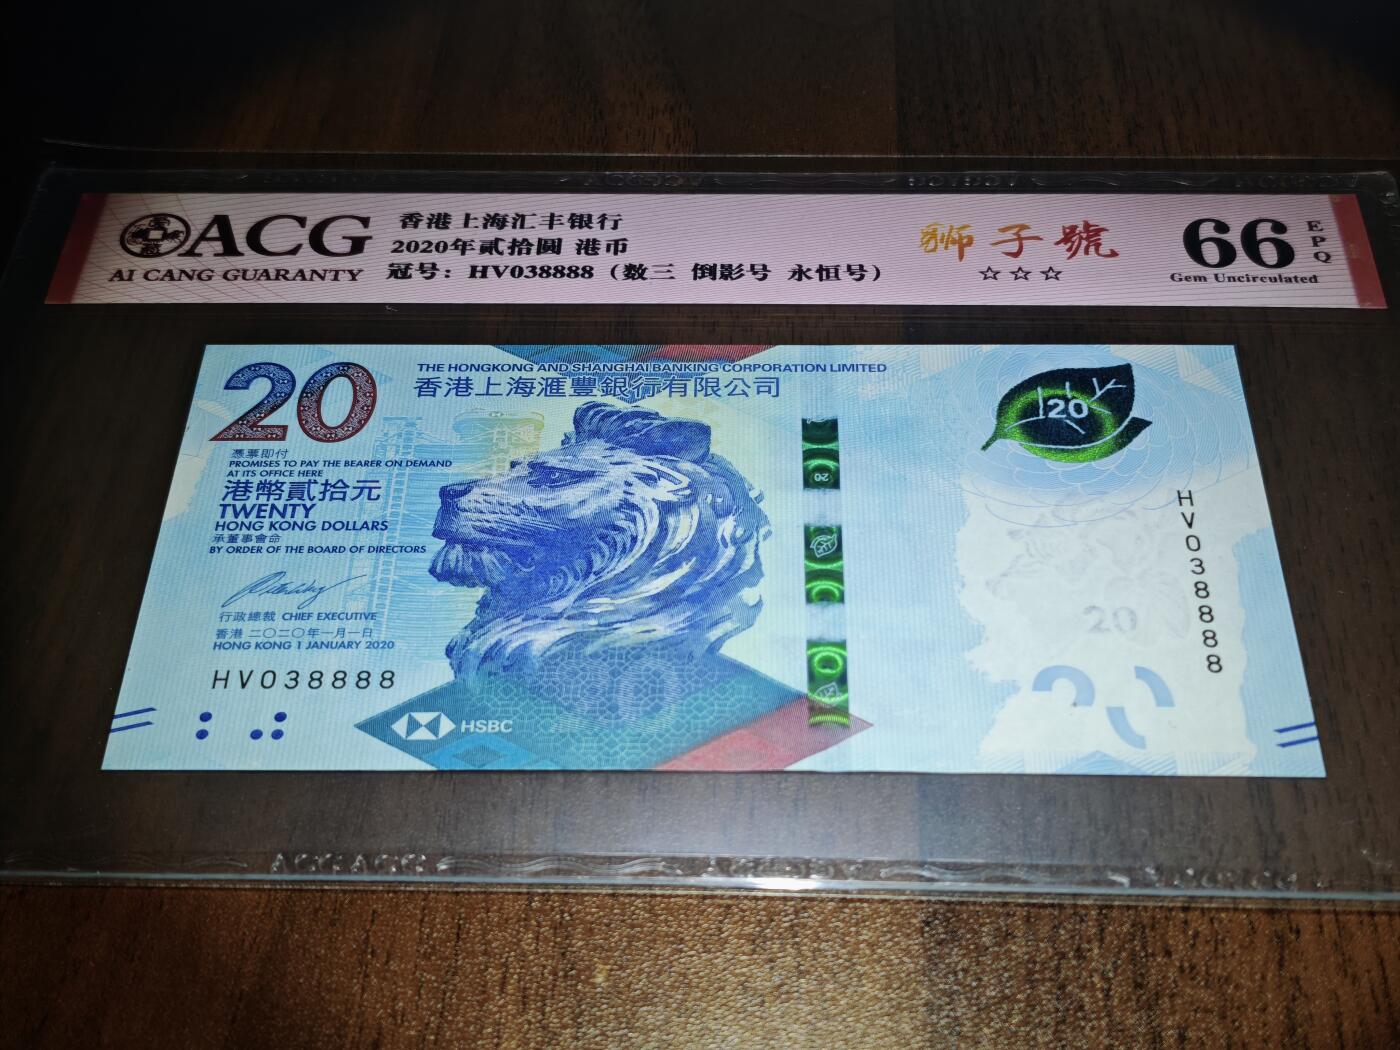 ACG
AI CANG GUARANTY
香港上海汇丰银行
2020年贰拾圆 港币
冠号：HV038888（数三 倒影号 永恒号）
狮子號
☆☆☆
66
EPQ
Gem Uncirculated
20
THE HONGKONG AND SHANGHAI BANKING CORPORATION LIMITED
香港上海滙豐銀行有限公司
憑票即付
PROMISES TO PAY THE BEARER ON DEMAND
AT ITS OFFICE HERE
港幣貳拾元
TWENTY
HONG KONG DOLLARS
承董事會命
BY ORDER OF THE BOARD OF DIRECTORS
行政總裁 CHIEF EXECUTIVE
香港 二〇二〇年一月一日
HONG KONG 1 JANUARY 2020
HV038888
HSBC
20
20
HV038888
20
20